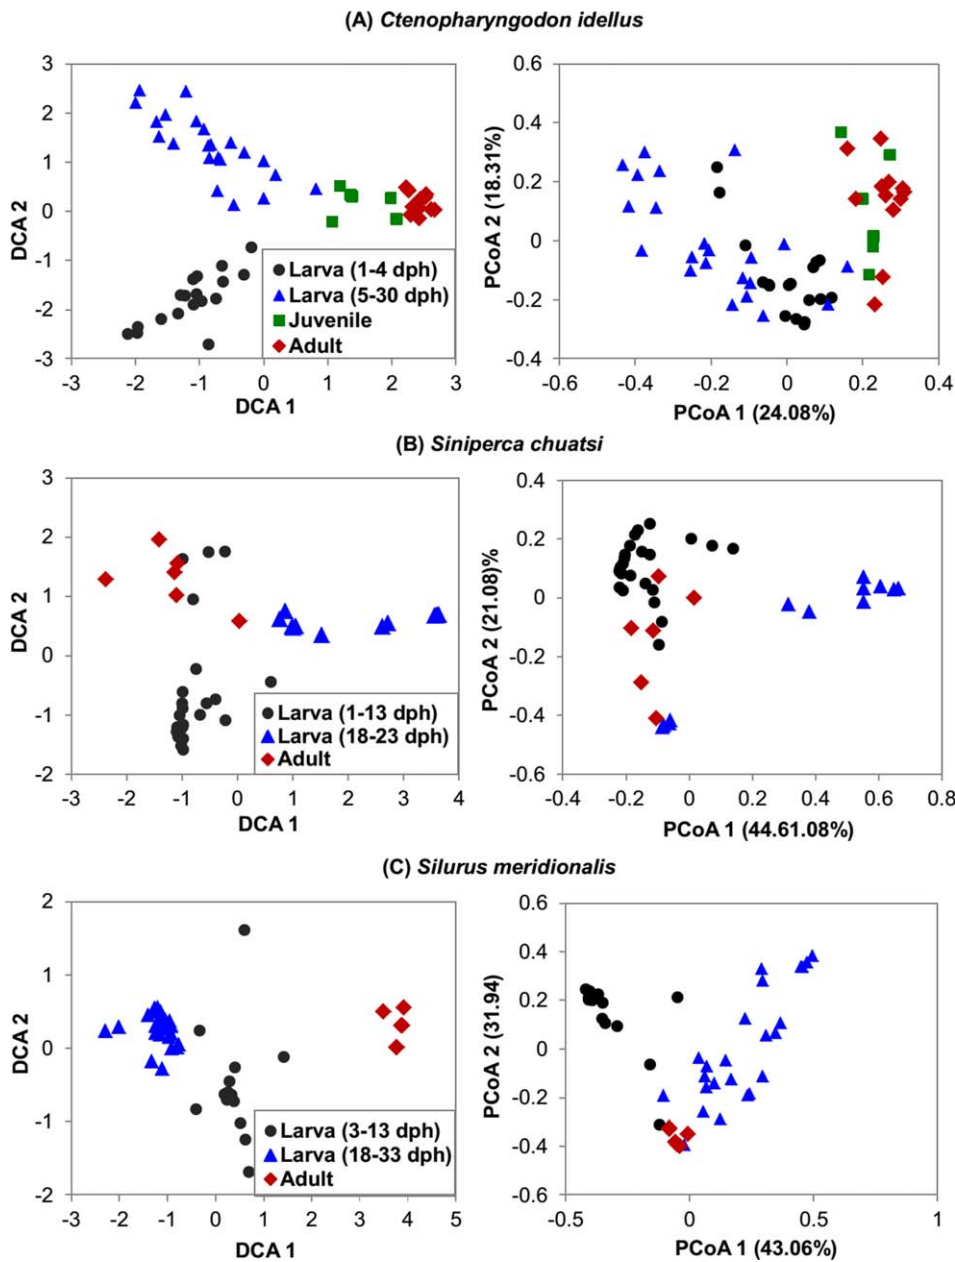 (A) Ctenopharyngodon idellus
3
2
1
0
-1
-2
-3
DCA 2
Larva (1-4 dph)
Larva (5-30 dph)
Juvenile
Adult
-3 -2 -1 0 1 2 3
DCA 1
0.6
0.4
0.2
0
-0.2
-0.4
PCoA 2 (18.31%)
-0.6 -0.4 -0.2 0 0.2 0.4
PCoA 1 (24.08%)
(B) Siniperca chuatsi
3
2
1
0
-1
-2
DCA 2
Larva (1-13 dph)
Larva (18-23 dph)
Adult
-3 -2 -1 0 1 2 3 4
DCA 1
0.4
0.2
0
-0.2
-0.4
-0.6
PCoA 2 (21.08)%
-0.4 -0.2 0 0.2 0.4 0.6 0.8
PCoA 1 (44.61.08%)
(C) Silurus meridionalis
2
1
0
-1
-2
DCA 2
Larva (3-13 dph)
Larva (18-33 dph)
Adult
-3 -2 -1 0 1 2 3 4 5
DCA 1
0.6
0.4
0.2
0
-0.2
-0.4
-0.6
PCoA 2 (31.94)
-0.5 0 0.5 1
PCoA 1 (43.06%)